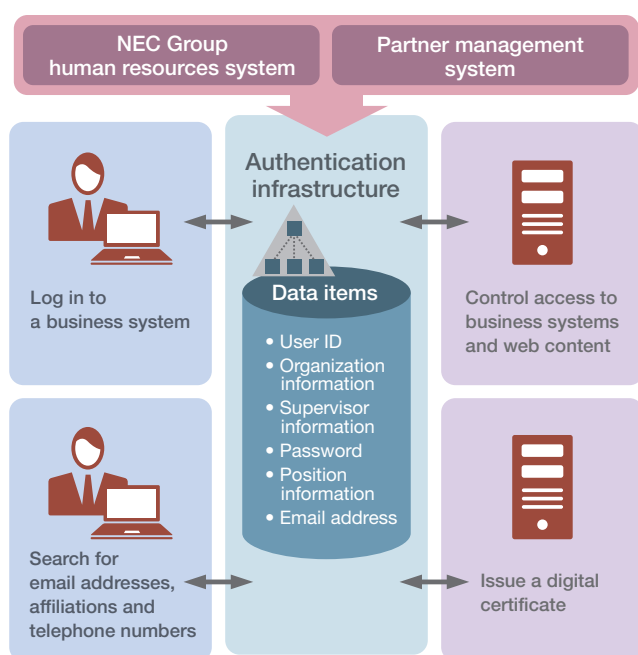 NEC Group
human resources system
Partner management
system
Authentication
infrastructure
Log in to
a business system
Data items
• User ID
• Organization
information
• Supervisor
information
• Password
• Position
information
• Email address
Control access to
business systems
and web content
Search for
email addresses,
affiliations and
telephone numbers
Issue a digital
certificate